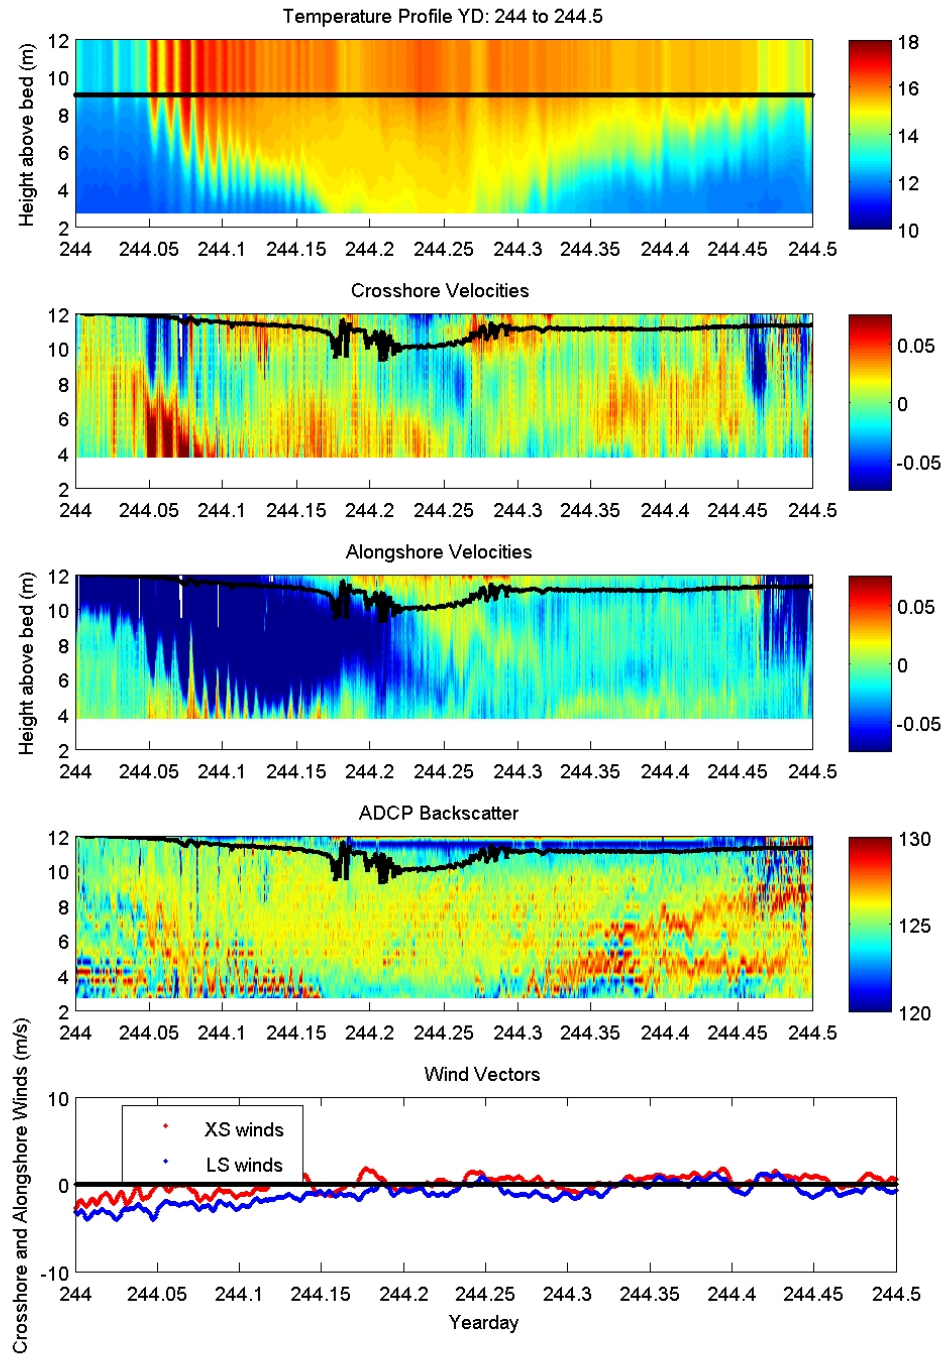 Temperature Profile YD: 244 to 244.5
Height above bed (m)
12
10
8
6
4
2
244 244.05 244.1 244.15 244.2 244.25 244.3 244.35 244.4 244.45 244.5
18
16
14
12
10
Crosshore Velocities
12
10
8
6
4
2
244 244.05 244.1 244.15 244.2 244.25 244.3 244.35 244.4 244.45 244.5
0.05
0
-0.05
Alongshore Velocities
Height above bed (m)
12
10
8
6
4
2
244 244.05 244.1 244.15 244.2 244.25 244.3 244.35 244.4 244.45 244.5
0.05
0
-0.05
ADCP Backscatter
12
10
8
6
4
2
244 244.05 244.1 244.15 244.2 244.25 244.3 244.35 244.4 244.45 244.5
130
125
120
Wind Vectors
Crosshore and Alongshore Winds (m/s)
10
0
-10
XS winds
LS winds
244 244.05 244.1 244.15 244.2 244.25 244.3 244.35 244.4 244.45 244.5
Yearday